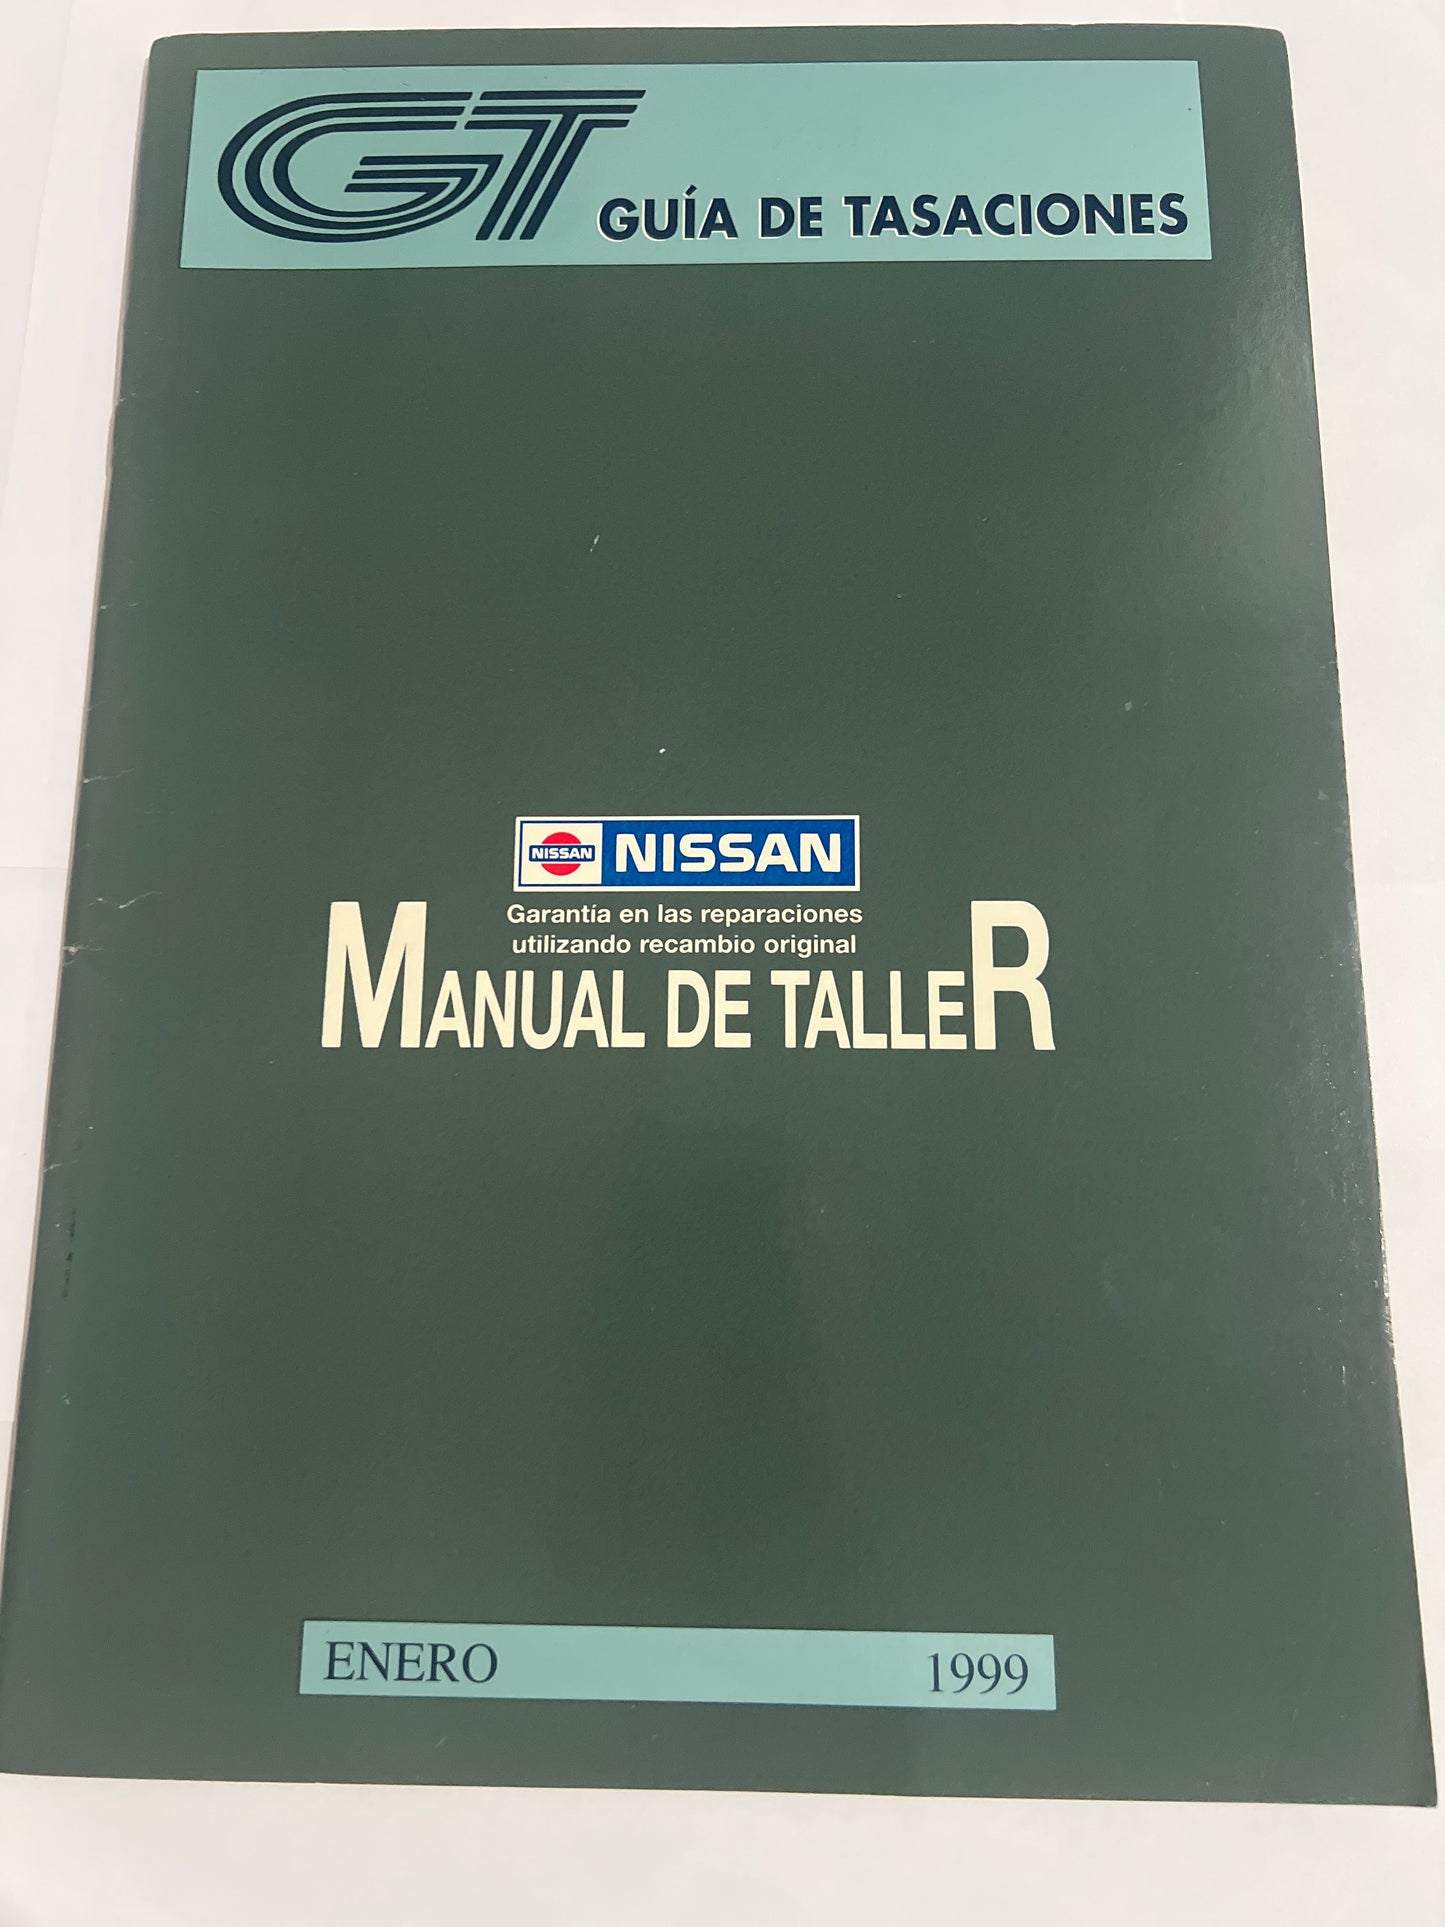 GT GUÍA DE TASACIONES
NISSAN NISSAN
Garantía en las reparaciones
utilizando recambio original
MANUAL DE TALLER
ENERO 1999